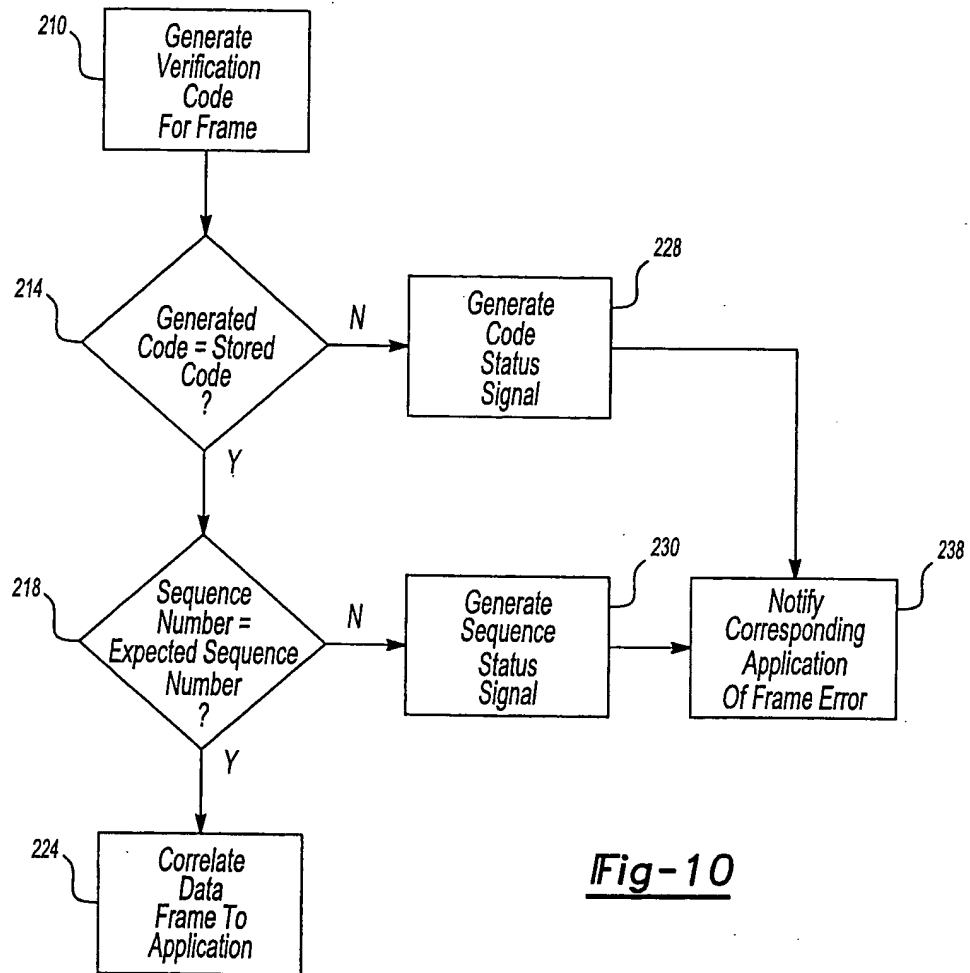 210
Generate
Verification
Code
For Frame
214
Generated
Code = Stored
Code
?
N
Y
228
Generate
Code
Status
Signal
218
Sequence
Number =
Expected Sequence
Number
?
N
Y
230
Generate
Sequence
Status
Signal
238
Notify
Corresponding
Application
Of Frame Error
224
Correlate
Data
Frame To
Application
Fig-10